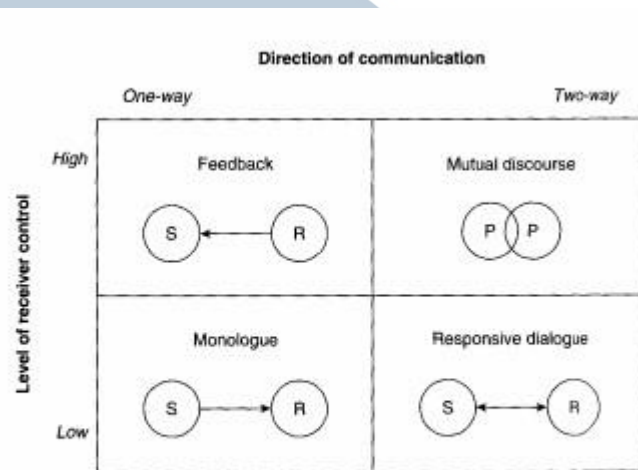 Direction of communication
One-way
Two-way
Level of receiver control
High
Feedback
Mutual discourse
S
R
P
P
Monologue
Responsive dialogue
S
R
S
R
Low